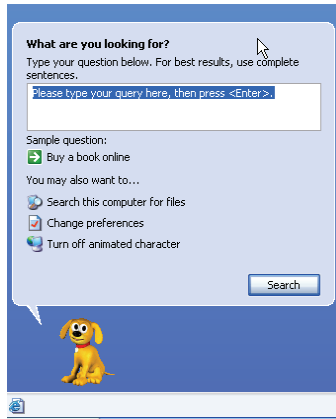 What are you looking for?
Type your question below. For best results, use complete
sentences.
Please type your query here, then press <Enter>.
Sample question:
Buy a book online
You may also want to...
Search this computer for files
Change preferences
Turn off animated character
Search